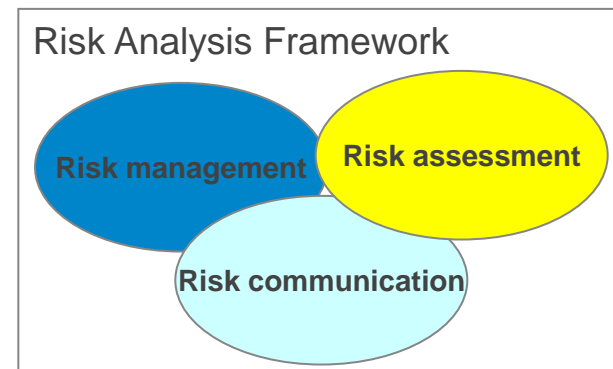 Risk Analysis Framework
Risk management
Risk assessment
Risk communication